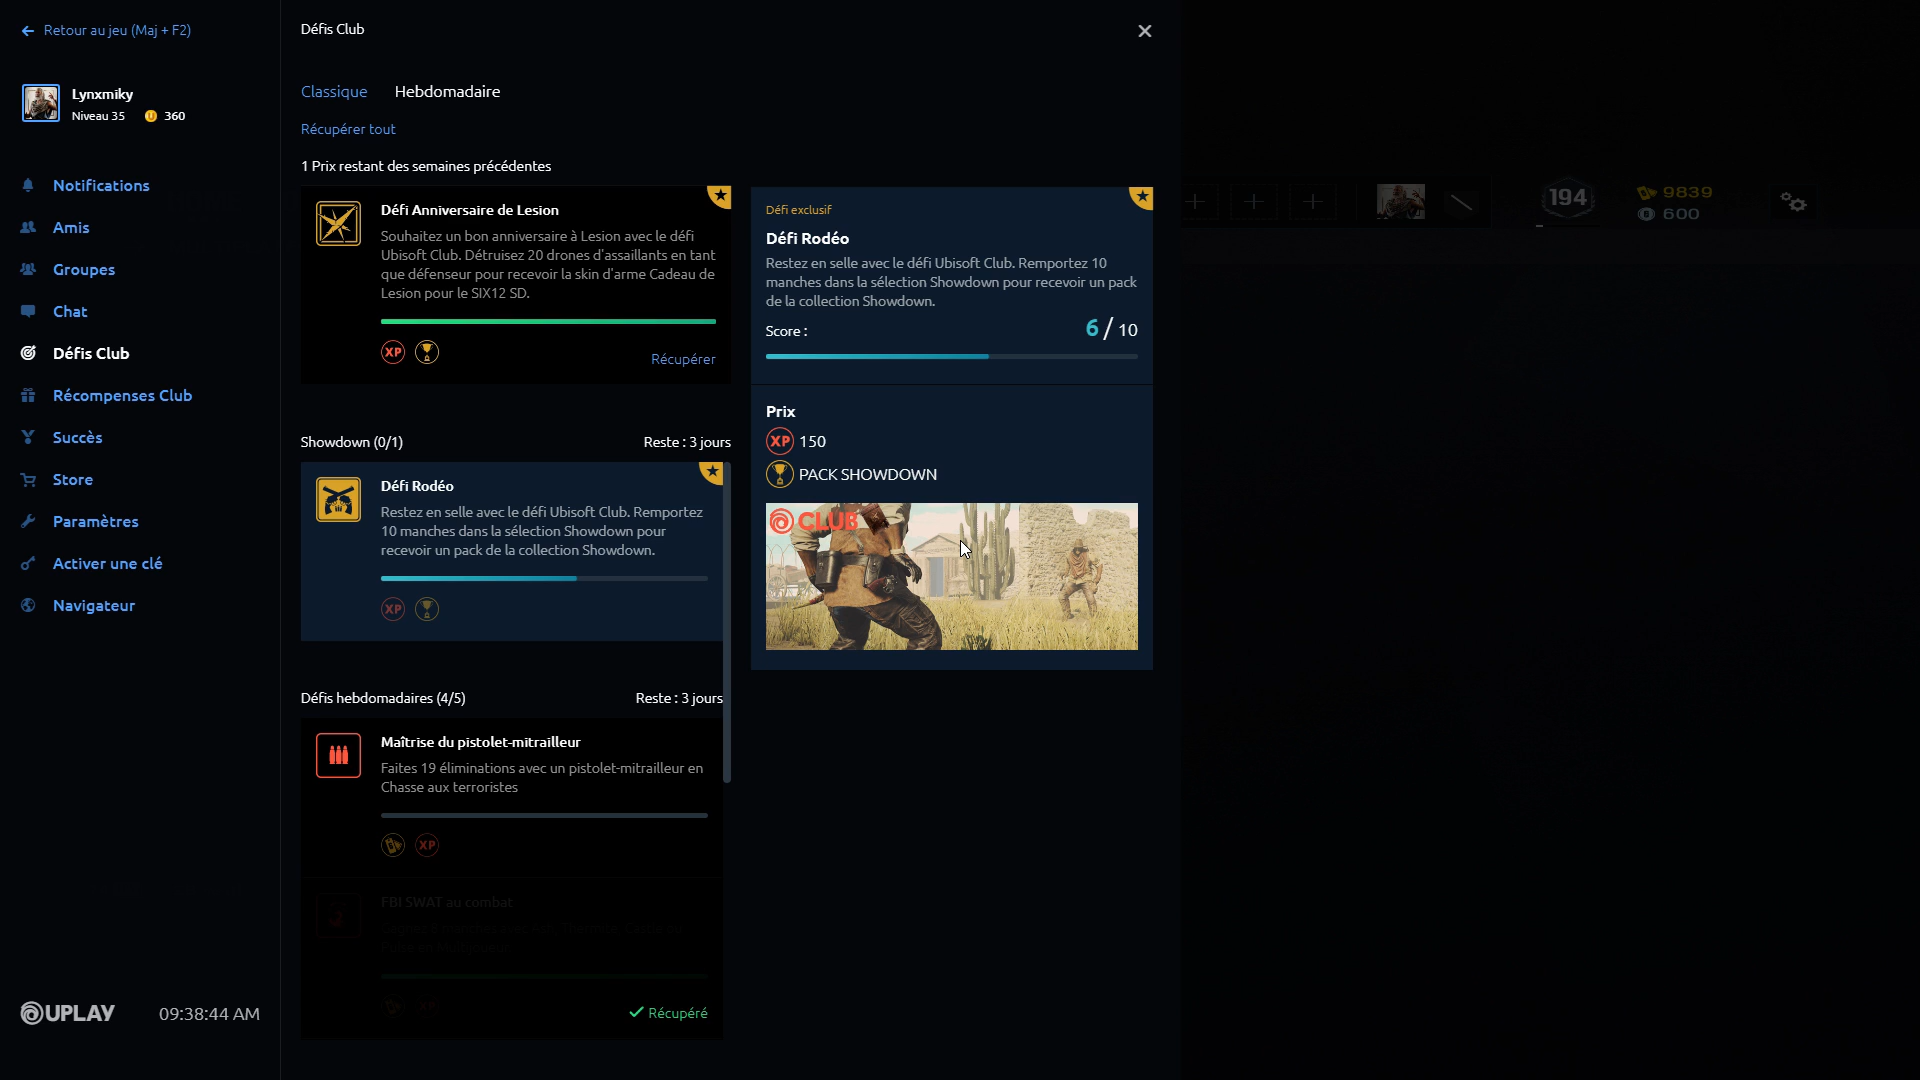 Retour au jeu (Maj + F2)
Lynxmiky
Niveau 35
360
Notifications
Amis
Groupes
Chat
Défis Club
Récompenses Club
Succès
Store
Paramètres
Activer une clé
Navigateur
UPLAY
09:38:44 AM
Défis Club
Classique
Hebdomadaire
Récupérer tout
1 Prix restant des semaines précédentes
Défi Anniversaire de Lesion
Souhaitez un bon anniversaire à Lesion avec le défi
Ubisoft Club. Détruisez 20 drones d'assaillants en tant
que défenseur pour recevoir la skin d'arme Cadeau de
Lesion pour le SIX12 SD.
XP
Récupérer
Showdown (0/1)
Reste : 3 jours
Défi Rodéo
Restez en selle avec le défi Ubisoft Club. Remportez
10 manches dans la sélection Showdown pour
recevoir un pack de la collection Showdown.
XP
Défis hebdomadaires (4/5)
Reste : 3 jours
Maîtrise du pistolet-mitrailleur
Faites 19 éliminations avec un pistolet-mitrailleur en
Chasse aux terroristes
XP
FBI SWAT au combat
Récupéré
Défi exclusif
Défi Rodéo
Restez en selle avec le défi Ubisoft Club. Remportez 10
manches dans la sélection Showdown pour recevoir un pack
de la collection Showdown.
Score :
6 / 10
Prix
XP 150
PACK SHOWDOWN
CLUB
194
9839
600